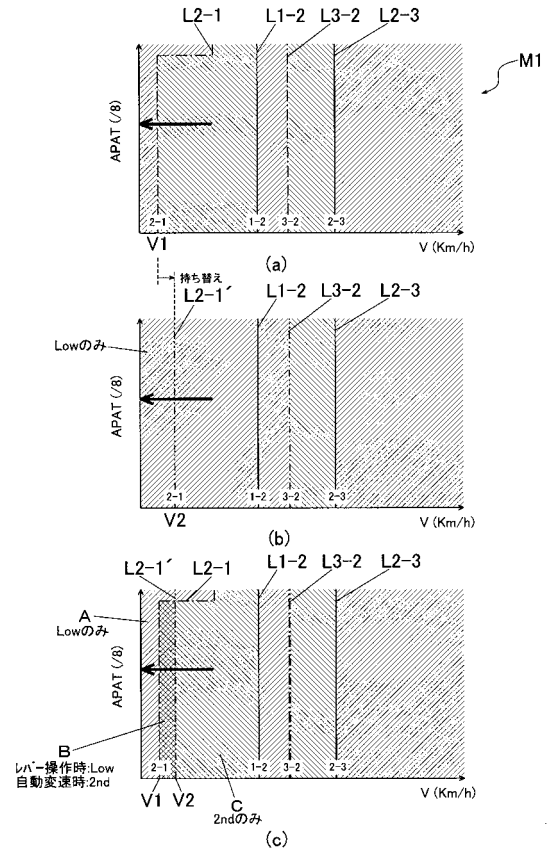 L2-1
L1-2
L3-2
L2-3
M1
APAT (/8)
2-1
1-2
3-2
2-3
V1
V (Km/h)
(a)
持ち替え
L2-1´
L1-2
L3-2
L2-3
Lowのみ
APAT (/8)
2-1
1-2
3-2
2-3
V2
V (Km/h)
(b)
L2-1´
L2-1
L1-2
L3-2
L2-3
A
Lowのみ
APAT (/8)
B
レバー操作時:Low
自動変速時:2nd
2-1
1-2
3-2
2-3
V1
V2
C
2ndのみ
V (Km/h)
(c)